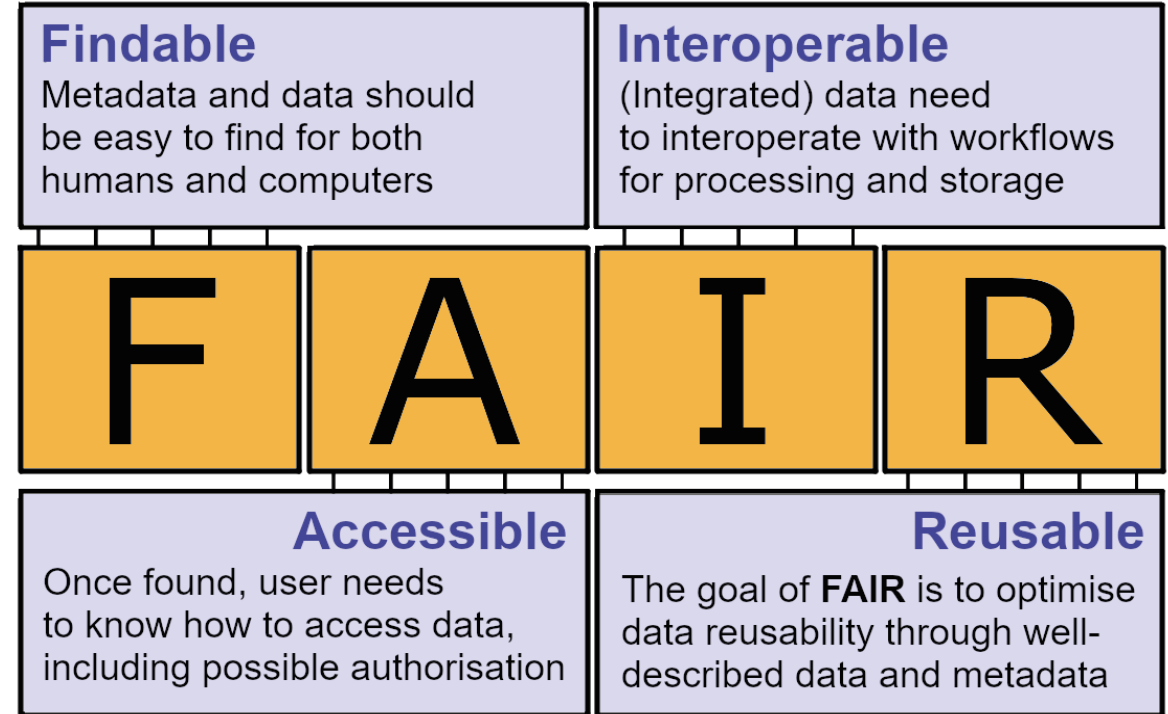 Findable
Metadata and data should
be easy to find for both
humans and computers
Interoperable
(Integrated) data need
to interoperate with workflows
for processing and storage
F A I R
Accessible
Once found, user needs
to know how to access data,
including possible authorisation
Reusable
The goal of FAIR is to optimise
data reusability through well-
described data and metadata